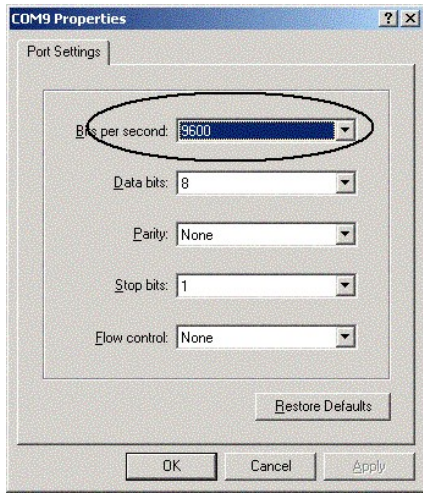 COM9 Properties
Port Settings
Bits per second: 9600
Data bits: 8
Parity: None
Stop bits: 1
Flow control: None
Restore Defaults
OK Cancel Apply